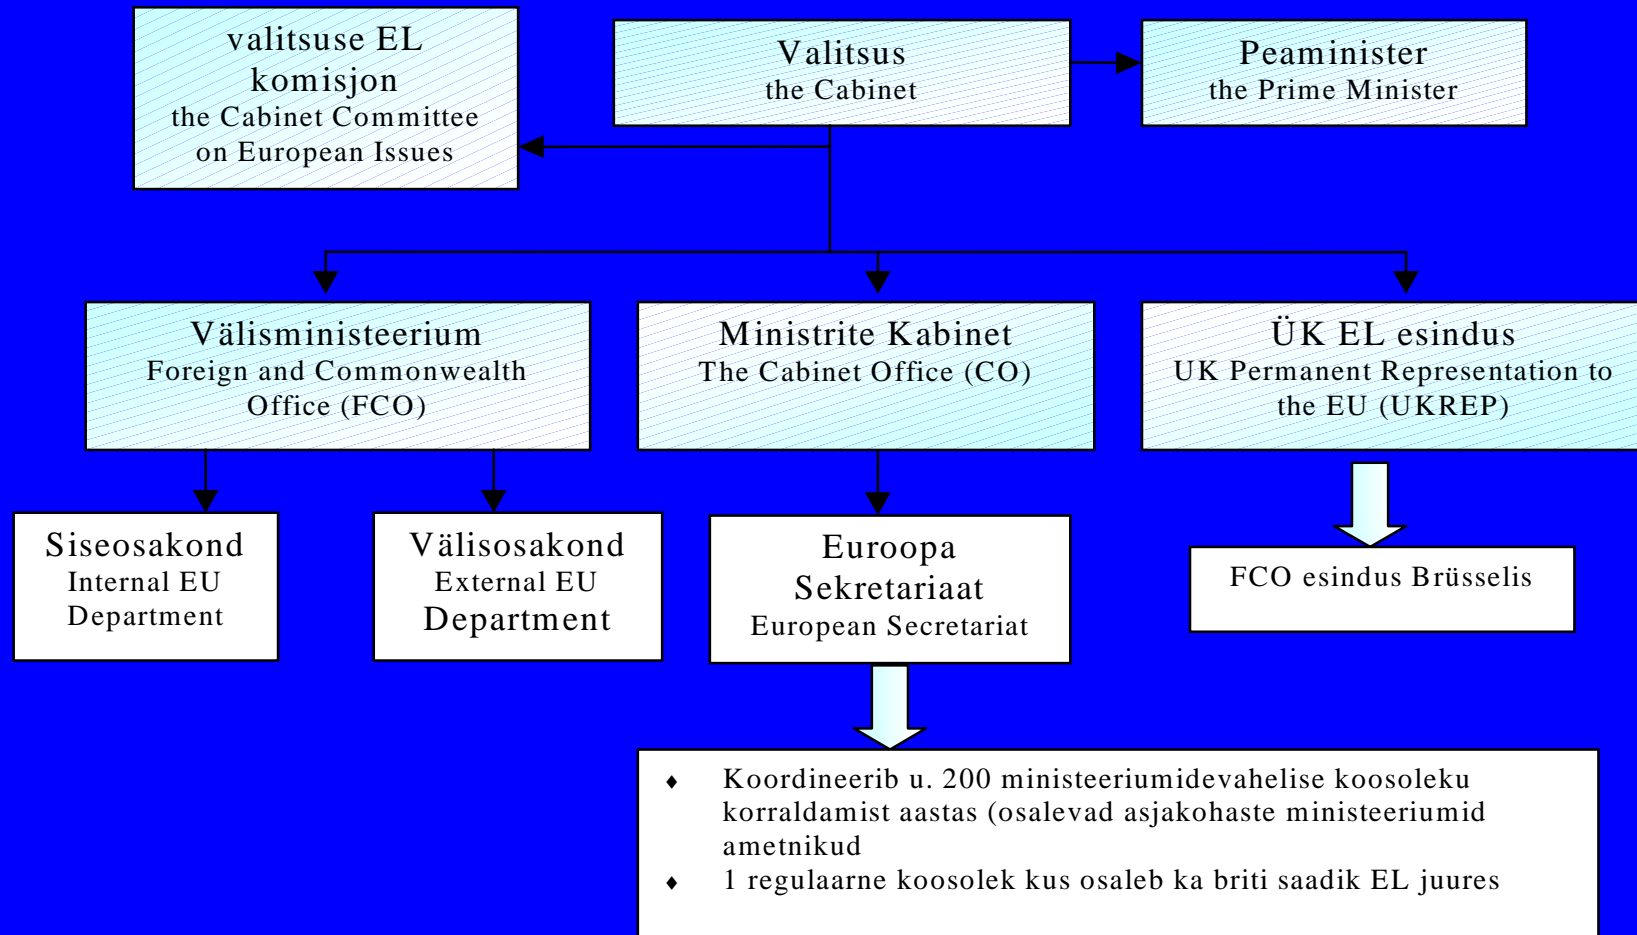 valitsuse EL
komisjon
the Cabinet Committee
on European Issues
Valitsus
the Cabinet
Peaminister
the Prime Minister
Välisministeerium
Foreign and Commonwealth
Office (FCO)
Ministrite Kabinet
The Cabinet Office (CO)
ÜK EL esindus
UK Permanent Representation to
the EU (UKREP)
Siseosakond
Internal EU
Department
Välisosakond
External EU
Department
Euroopa
Sekretariaat
European Secretariat
FCO esindus Brüsselis
♦ Koordineerib u. 200 ministeeriumidevahelise koosoleku
korraldamist aastas (osalevad asjakohaste ministeeriumid
ametnikud
♦ 1 regulaarne koosolek kus osaleb ka briti saadik EL juures